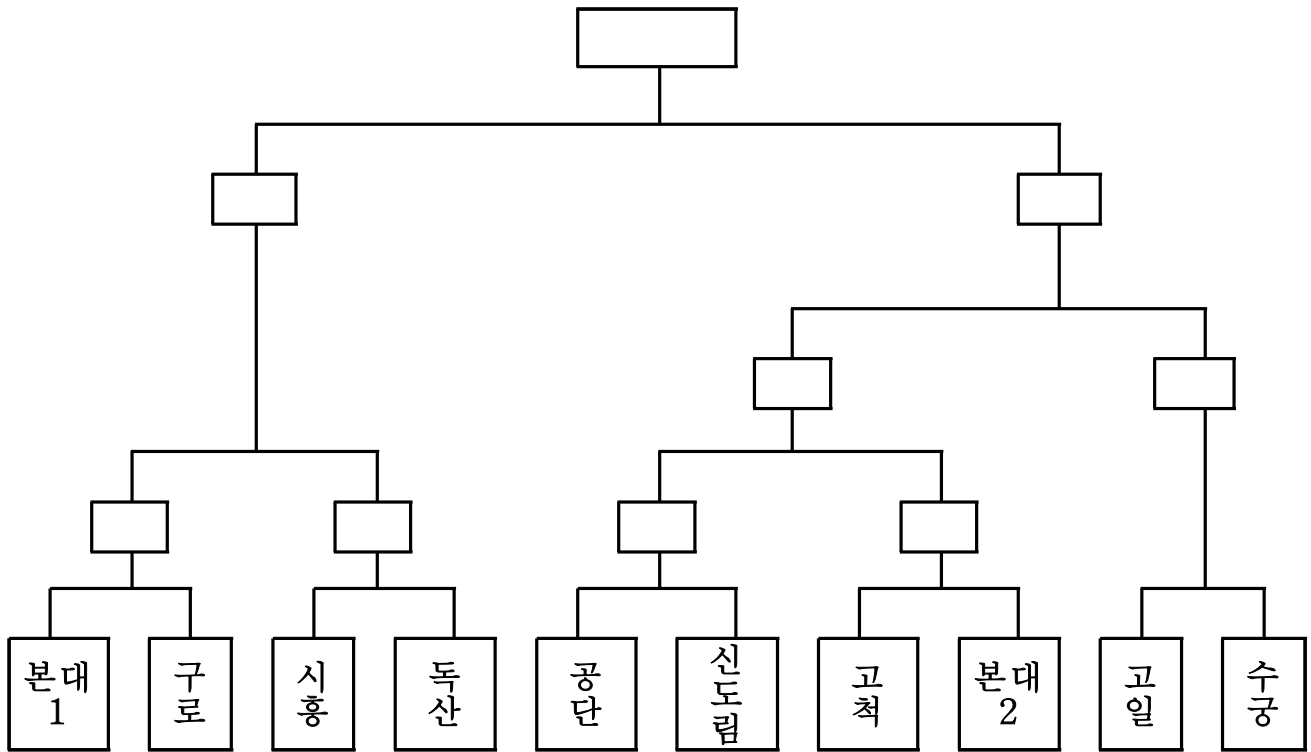 본대
1
구
로
시
흥
독
산
공
단
신
도
림
고
척
본대
2
고
일
수
궁